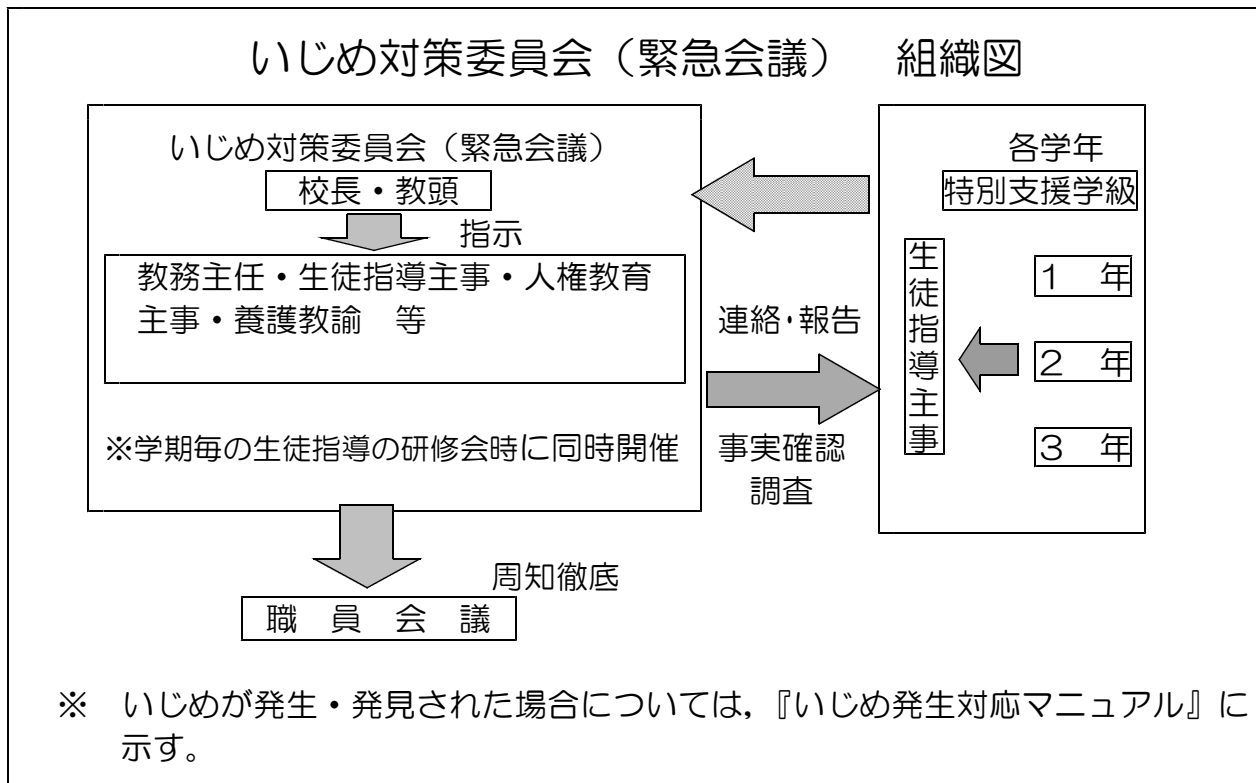 いじめ対策委員会（緊急会議）　組織図
いじめ対策委員会（緊急会議）
校長・教頭
指示
教務主任・生徒指導主事・人権教育
主事・養護教諭　等
※学期毎の生徒指導の研修会時に同時開催
連絡・報告
事実確認
調査
各学年
特別支援学級
生徒指導主事
１　年
２　年
３　年
周知徹底
職　員　会　議
※　いじめが発生・発見された場合については，『いじめ発生対応マニュアル』に
示す。